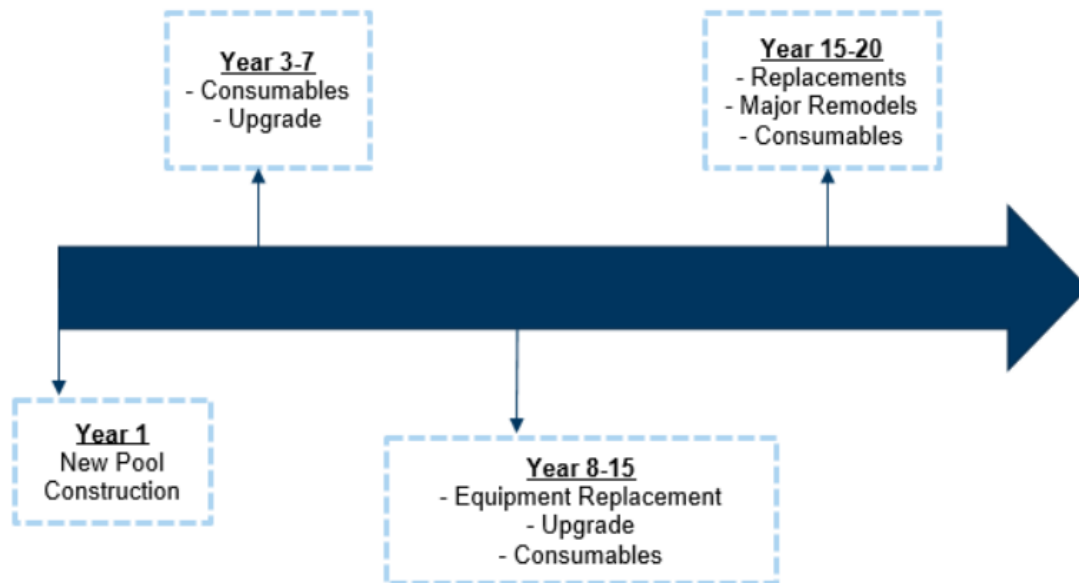 Year 1
New Pool
Construction
Year 3-7
- Consumables
- Upgrade
Year 8-15
- Equipment Replacement
- Upgrade
- Consumables
Year 15-20
- Replacements
- Major Remodels
- Consumables